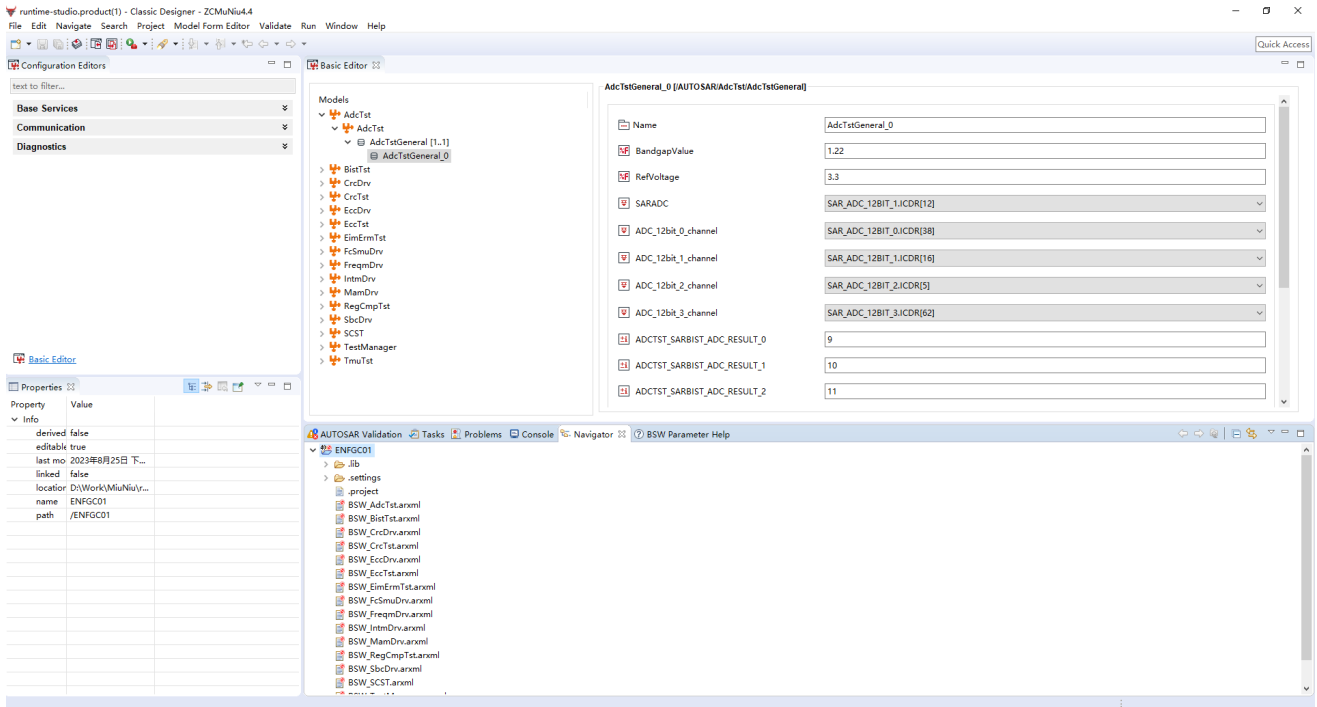 runtime-studio.product(1) - Classic Designer - ZCMuNiu4.4
File Edit Navigate Search Project Model Form Editor Validate Run Window Help
Quick Access
Configuration Editors
text to filter...
Base Services
Communication
Diagnostics
Basic Editor
Basic Editor
Models
AdcTst
AdcTst
AdcTstGeneral [1..1]
AdcTstGeneral_0
BistTst
CrcDrv
CrcTst
EccDrv
EccTst
EimErmTst
FcSmuDrv
FreqmDrv
IntmDrv
MamDrv
RegCmpTst
SbcDrv
SCST
TestManager
TmuTst
AdcTstGeneral_0 [/AUTOSAR/AdcTst/AdcTstGeneral]
Name AdcTstGeneral_0
BandgapValue 1.22
RefVoltage 3.3
SARADC SAR_ADC_12BIT_1.ICDR[12]
ADC_12bit_0_channel SAR_ADC_12BIT_0.ICDR[38]
ADC_12bit_1_channel SAR_ADC_12BIT_1.ICDR[16]
ADC_12bit_2_channel SAR_ADC_12BIT_2.ICDR[5]
ADC_12bit_3_channel SAR_ADC_12BIT_3.ICDR[62]
ADCTST_SARBIST_ADC_RESULT_0 9
ADCTST_SARBIST_ADC_RESULT_1 10
ADCTST_SARBIST_ADC_RESULT_2 11
Properties
Property Value
Info
derived false
editable true
last mo 2023年8月25日 下...
linked false
location D:\Work\MiuNiu\r...
name ENFGC01
path /ENFGC01
AUTOSAR Validation Tasks Problems Console Navigator BSW Parameter Help
ENFGC01
.lib
.settings
.project
BSW_AdcTst.arxml
BSW_BistTst.arxml
BSW_CrcDrv.arxml
BSW_CrcTst.arxml
BSW_EccDrv.arxml
BSW_EccTst.arxml
BSW_EimErmTst.arxml
BSW_FcSmuDrv.arxml
BSW_FreqmDrv.arxml
BSW_IntmDrv.arxml
BSW_MamDrv.arxml
BSW_RegCmpTst.arxml
BSW_SbcDrv.arxml
BSW_SCST.arxml